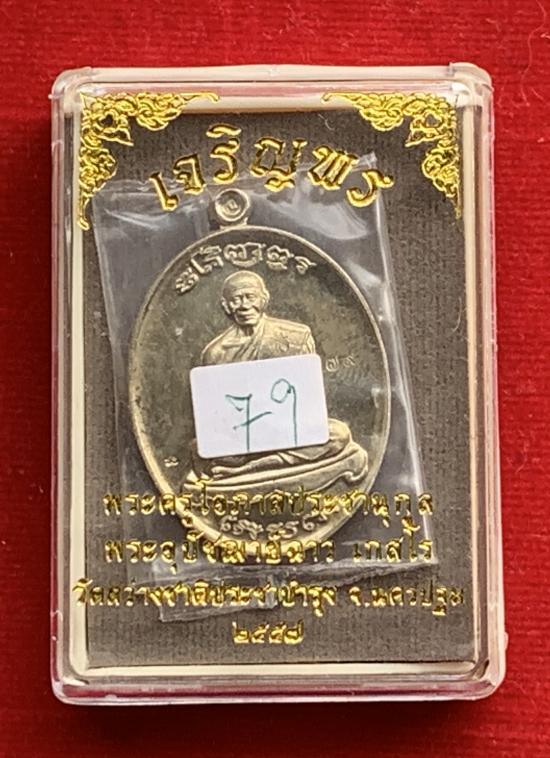 เจริญพร
๗๙
79
พระครูโอภาสประชานุกูล
พระอุปัชฌาย์ฉาว เกสโร
วัดสว่างชาติประชาบำรุง จ.นครปฐม
๒๕๕๗